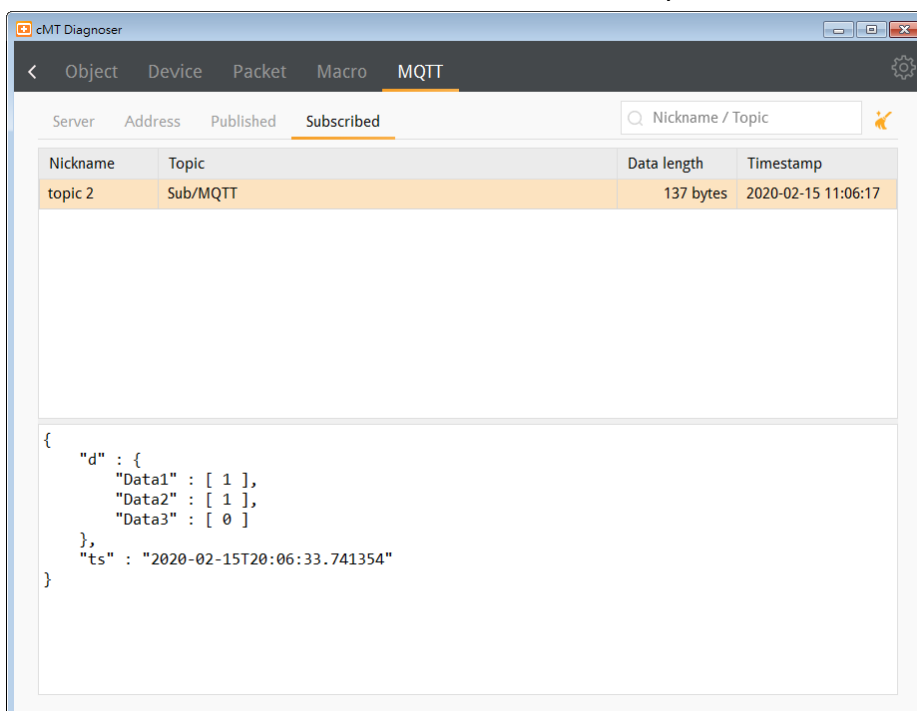 cMT Diagnoser
Object Device Packet Macro MQTT
Server Address Published Subscribed Nickname / Topic
Nickname Topic Data length Timestamp
topic 2 Sub/MQTT 137 bytes 2020-02-15 11:06:17
{
"d" : {
"Data1" : [ 1 ],
"Data2" : [ 1 ],
"Data3" : [ 0 ]
},
"ts" : "2020-02-15T20:06:33.741354"
}